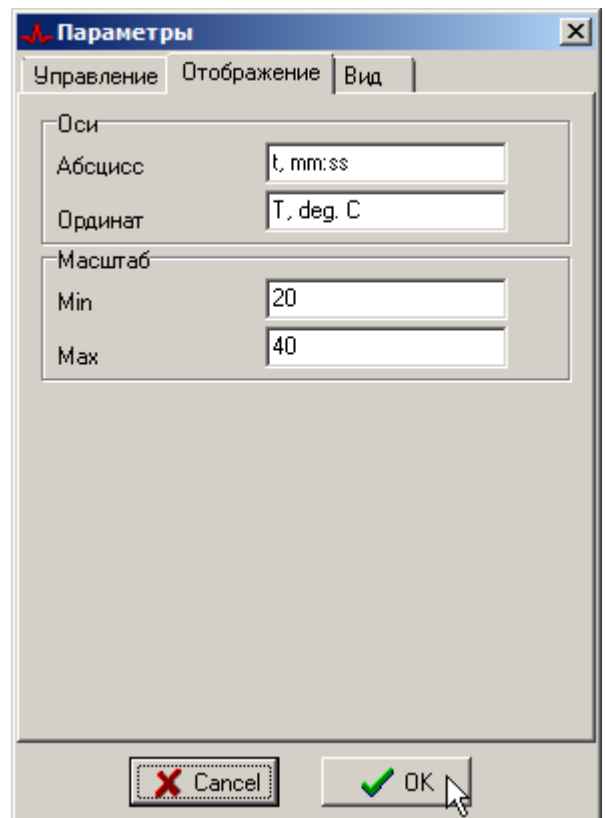 Параметры
Управление Отображение Вид
Оси
Абсцисс t, mm:ss
Ординат T, deg. C
Масштаб
Min 20
Max 40
Cancel OK